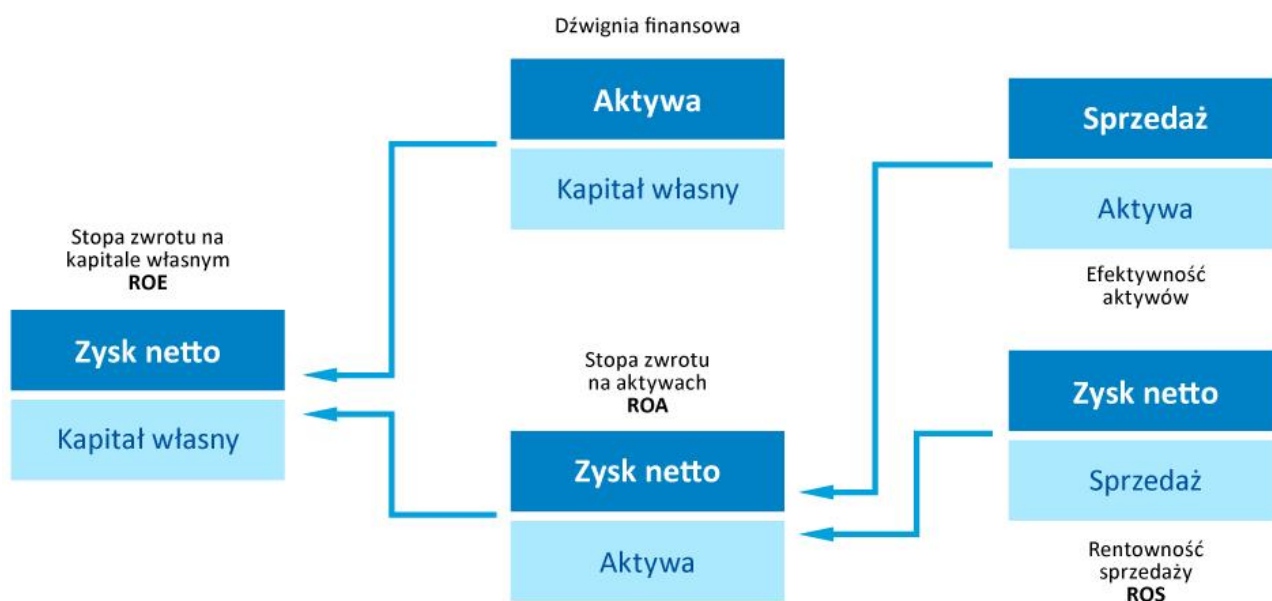 Dźwignia finansowa
Aktywa
Kapitał własny
Sprzedaż
Aktywa
Efektywność
aktywów
Stopa zwrotu na
kapitale własnym
ROE
Zysk netto
Kapitał własny
Stopa zwrotu
na aktywach
ROA
Zysk netto
Aktywa
Zysk netto
Sprzedaż
Rentowność
sprzedaży
ROS